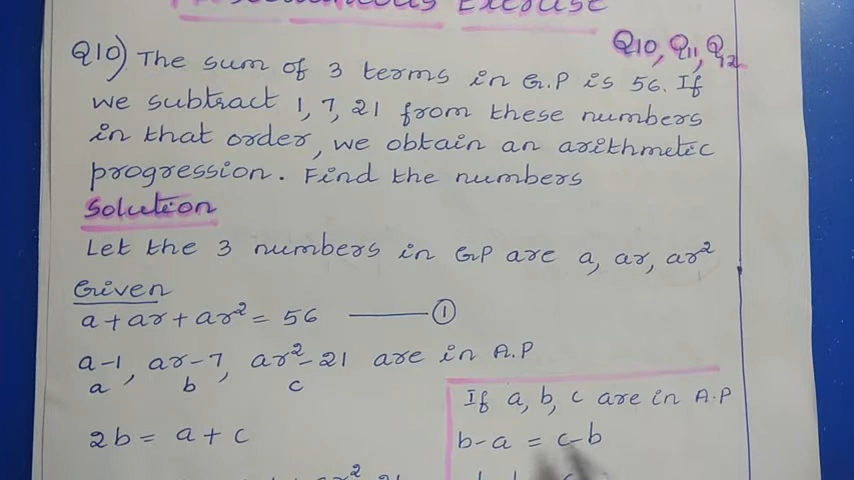 Exercise
Q10, Q11, Q12
Q10) The sum of 3 terms in G.P is 56. If
we subtract 1, 7, 21 from these numbers
in that order, we obtain an arithmetic
progression. Find the numbers
Solution
Let the 3 numbers in GP are a, ar, ar²
Given
a + ar + ar² = 56 ——— ①
a-1, ar-7, ar²-21 are in A.P
a b c
2b = a + c
If a, b, c are in A.P
b-a = c-b